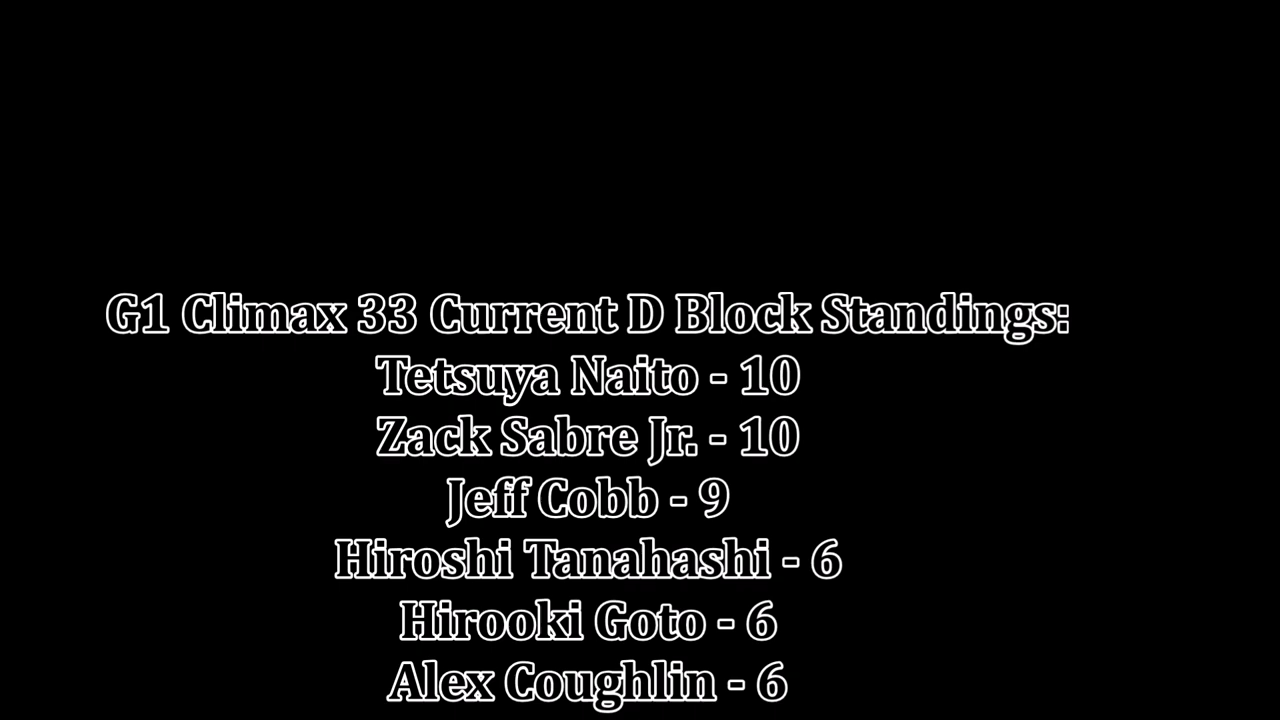 G1 Climax 33 Current D Block Standings:
Tetsuya Naito - 10
Zack Sabre Jr. - 10
Jeff Cobb - 9
Hiroshi Tanahashi - 6
Hirooki Goto - 6
Alex Coughlin - 6